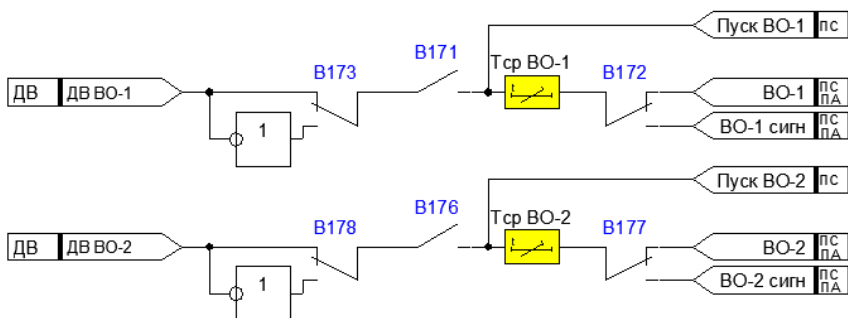 Пуск ВО-1 ПС
В171
Тср ВО-1
В173 В172
ДВ ДВ ВО-1 ВО-1 ПС ПА
1 ВО-1 сигн ПС ПА
Пуск ВО-2 ПС
В176
Тср ВО-2
В178 В177
ДВ ДВ ВО-2 ВО-2 ПС ПА
1 ВО-2 сигн ПС ПА